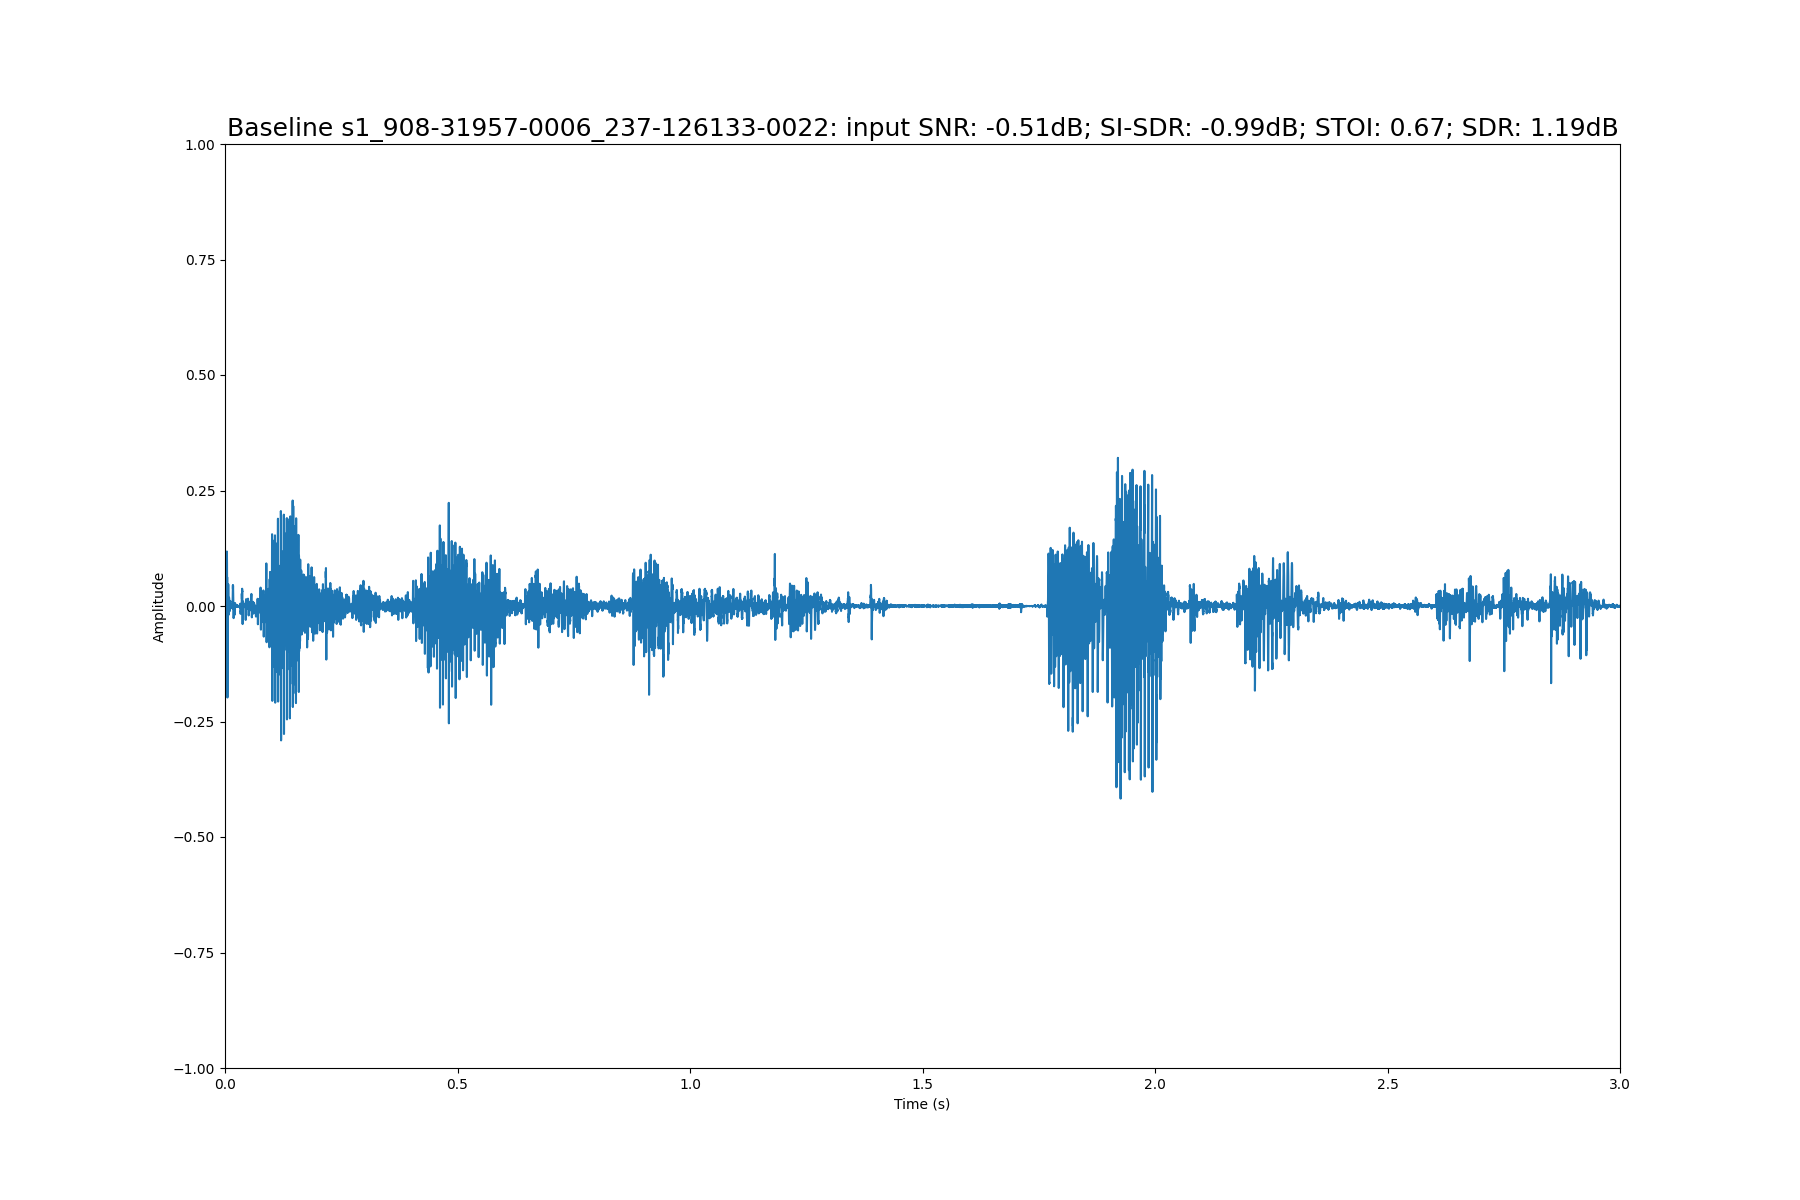 Baseline s1_908-31957-0006_237-126133-0022: input SNR: -0.51dB; SI-SDR: -0.99dB; STOI: 0.67; SDR: 1.19dB
1.00
0.75
0.50
0.25
0.00
−0.25
−0.50
−0.75
−1.00
Amplitude
0.0 0.5 1.0 1.5 2.0 2.5 3.0
Time (s)